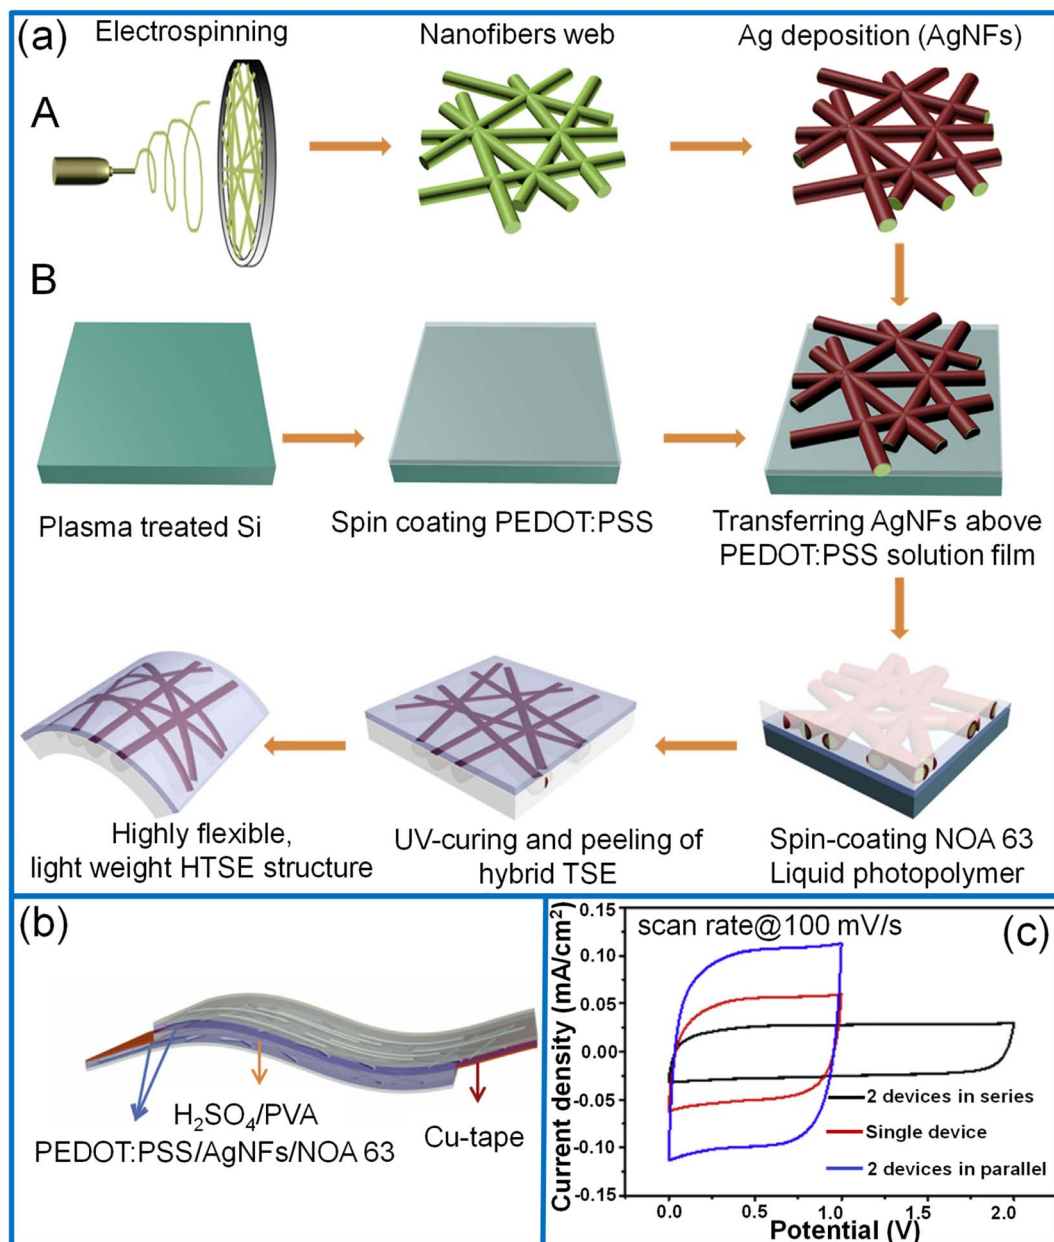 (a)
Electrospinning
Nanofibers web
Ag deposition (AgNFs)
A
B
Plasma treated Si
Spin coating PEDOT:PSS
Transferring AgNFs above
PEDOT:PSS solution film
Highly flexible,
light weight HTSE structure
UV-curing and peeling of
hybrid TSE
Spin-coating NOA 63
Liquid photopolymer
(b)
H₂SO₄/PVA
PEDOT:PSS/AgNFs/NOA 63
Cu-tape
(c)
scan rate@100 mV/s
Current density (mA/cm²)
0.15
0.10
0.05
0.00
-0.05
-0.10
-0.15
2 devices in series
Single device
2 devices in parallel
0.0 1.0 2.0
Potential (V)